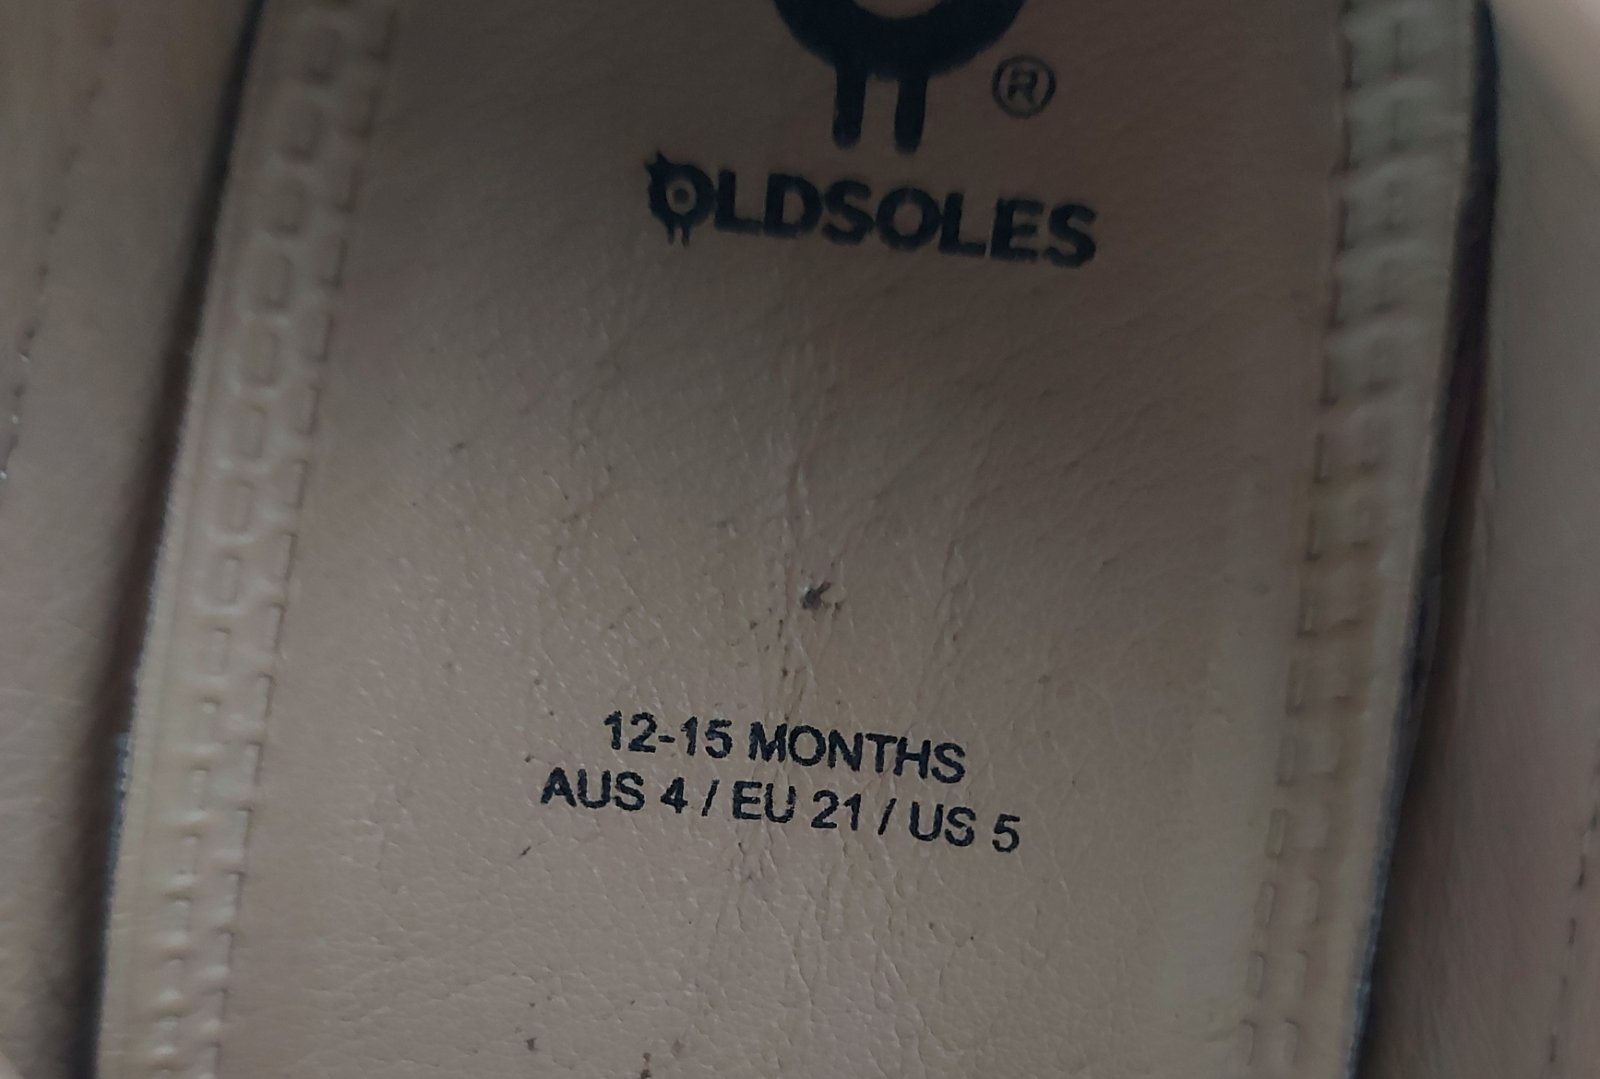 ®
OLDSOLES
12-15 MONTHS
AUS 4 / EU 21 / US 5